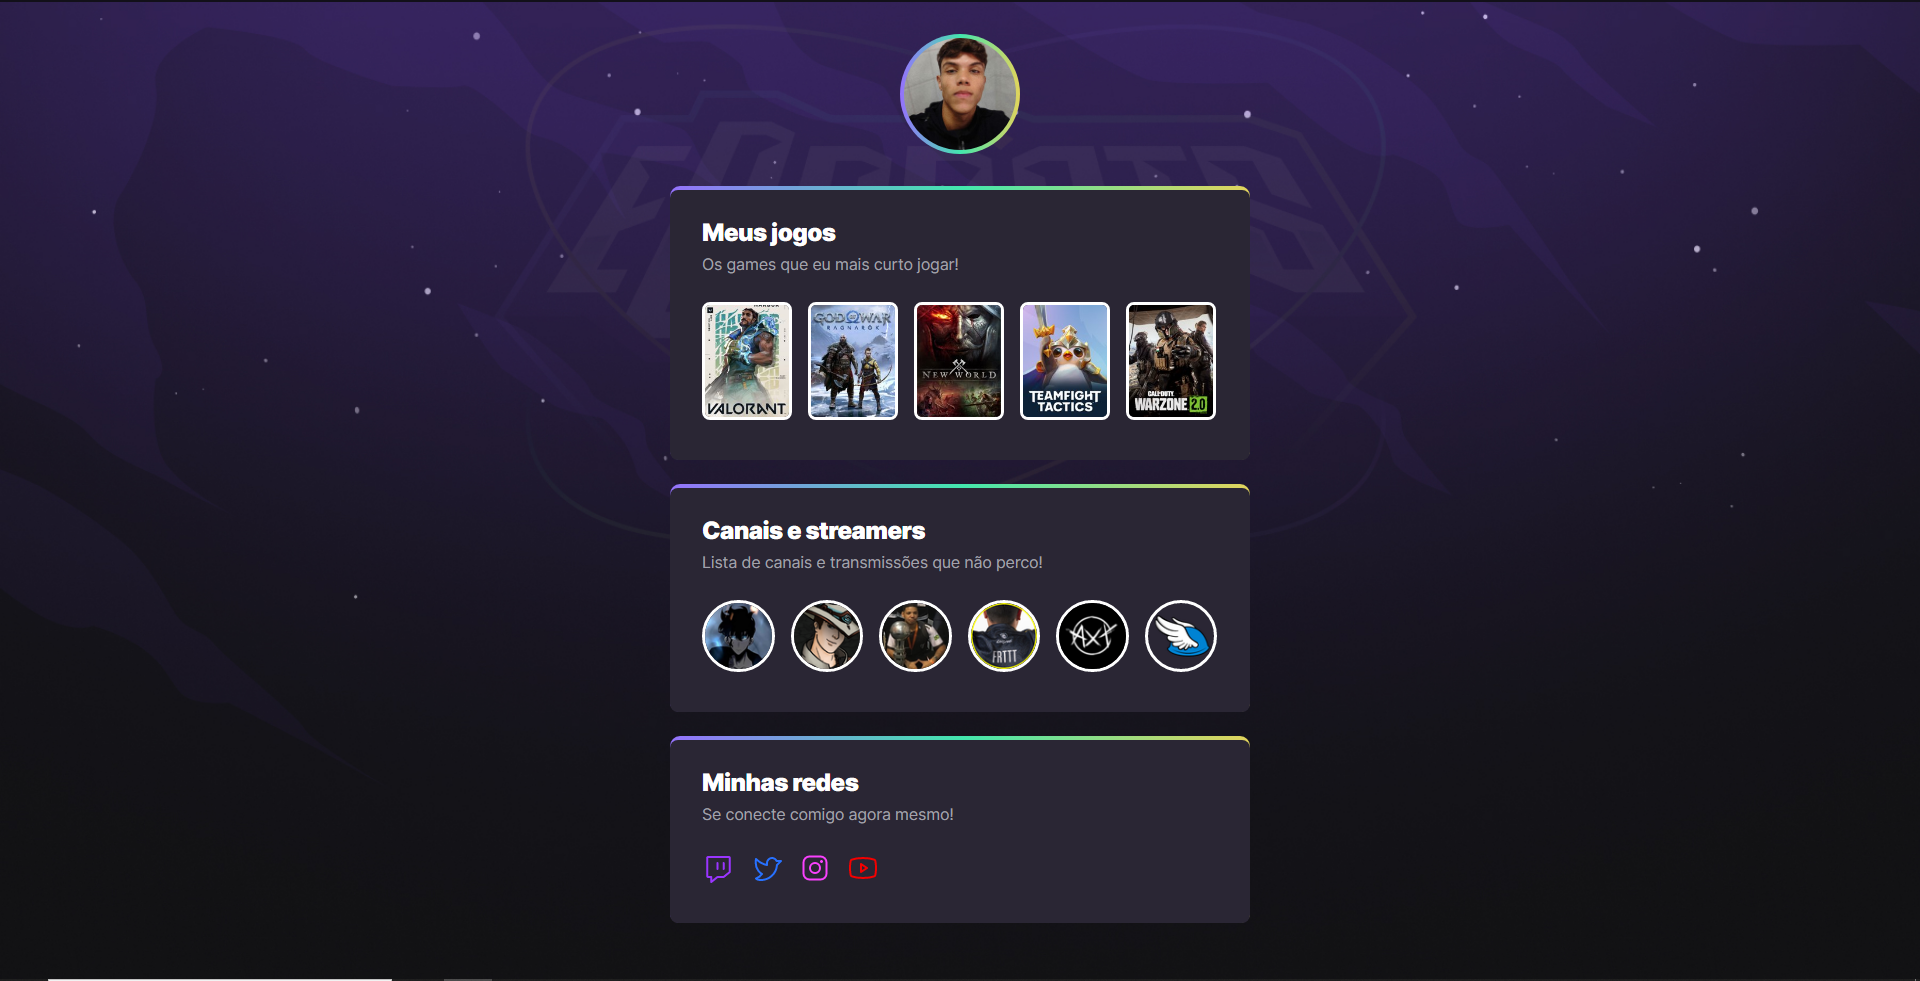 eSPORTS
Meus jogos
Os games que eu mais curto jogar!
VALORANT
GOD OF WAR
RAGNARÖK
NEW WORLD
TEAMFIGHT
TACTICS
CALL OF DUTY
WARZONE 2.0
Canais e streamers
Lista de canais e transmissões que não perco!
FRTTT
AXT
Minhas redes
Se conecte comigo agora mesmo!